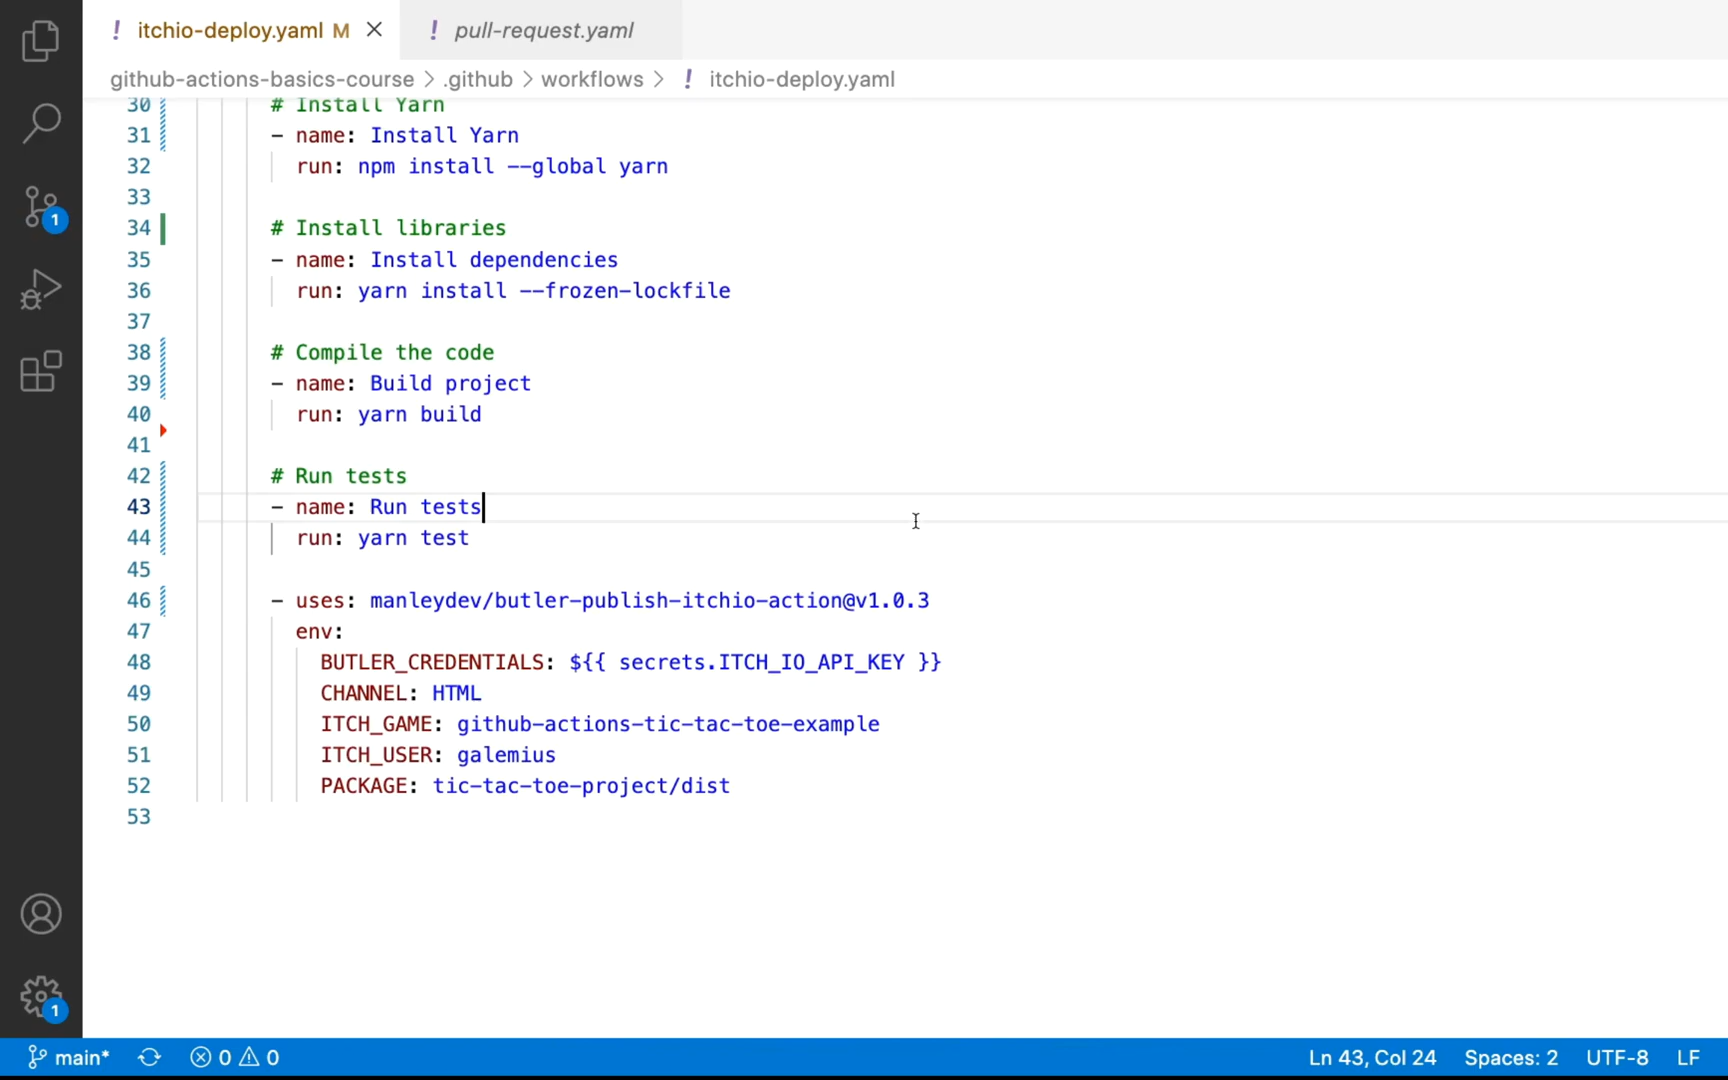 ! itchio-deploy.yaml M ! pull-request.yaml
github-actions-basics-course > .github > workflows > ! itchio-deploy.yaml
30 # Install Yarn
31 - name: Install Yarn
32 run: npm install --global yarn
33
34 # Install libraries
35 - name: Install dependencies
36 run: yarn install --frozen-lockfile
37
38 # Compile the code
39 - name: Build project
40 run: yarn build
41
42 # Run tests
43 - name: Run tests
44 run: yarn test
45
46 - uses: manleydev/butler-publish-itchio-action@v1.0.3
47 env:
48 BUTLER_CREDENTIALS: ${{ secrets.ITCH_IO_API_KEY }}
49 CHANNEL: HTML
50 ITCH_GAME: github-actions-tic-tac-toe-example
51 ITCH_USER: galemius
52 PACKAGE: tic-tac-toe-project/dist
53
1
1
main* 0 0 Ln 43, Col 24 Spaces: 2 UTF-8 LF